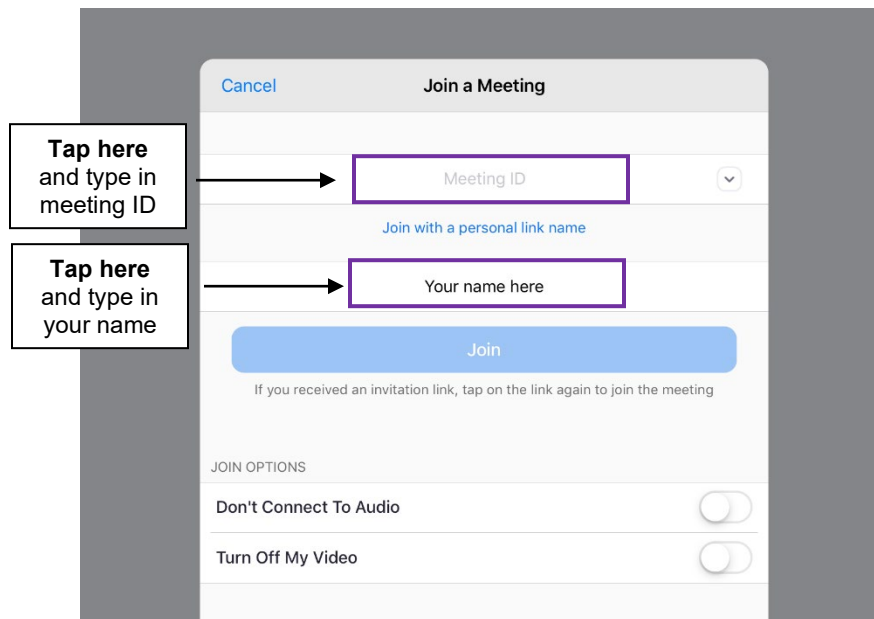 Cancel
Join a Meeting
Tap here
and type in
meeting ID
Meeting ID
Join with a personal link name
Tap here
and type in
your name
Your name here
Join
If you received an invitation link, tap on the link again to join the meeting
JOIN OPTIONS
Don't Connect To Audio
Turn Off My Video